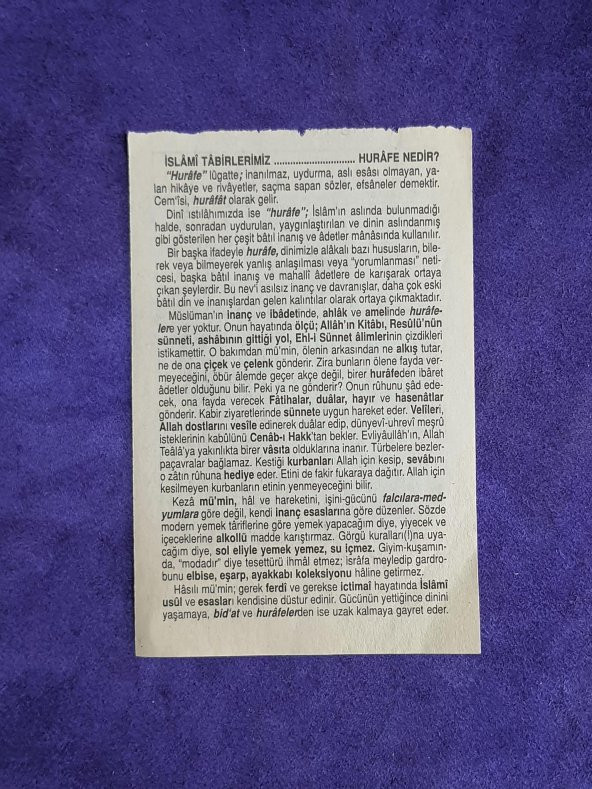 İSLÂMÎ TÂBİRLERİMİZ .............................. HURÂFE NEDİR?
"Hurâfe" lûgatte; inanılmaz, uydurma, aslı esâsı olmayan, ya-
lan hikâye ve rivâyetler, saçma sapan sözler, efsâneler demektir.
Cem'îsi, hurâfât olarak gelir.
Dinî ıstılâhımızda ise "hurâfe"; İslâm'ın aslında bulunmadığı
halde, sonradan uydurulan, yaygınlaştırılan ve dinin aslındanmış
gibi gösterilen her çeşit bâtıl inanış ve âdetler mânâsında kullanılır.
Bir başka ifadeyle hurâfe, dinimizle alâkalı bazı hususların, bile-
rek veya bilmeyerek yanlış anlaşılması veya "yorumlanması" neti-
cesi, başka bâtıl inanış ve mahallî âdetlere de karışarak ortaya
çıkan şeylerdir. Bu nev'i asılsız inanç ve davranışlar, daha çok eski
bâtıl din ve inanışlardan gelen kalıntılar olarak ortaya çıkmaktadır.
Müslüman'ın inanç ve ibâdetinde, ahlâk ve amelinde hurâfe-
lere yer yoktur. Onun hayatında ölçü; Allâh'ın Kitâbı, Resûlü'nün
sünneti, ashâbının gittiği yol, Ehl-i Sünnet âlimlerinin çizdikleri
istikamettir. O bakımdan mü'min, ölenin arkasından ne alkış tutar,
ne de ona çiçek ve çelenk gönderir. Zira bunların ölene fayda ver-
meyeceğini, öbür âlemde geçer akçe değil, birer hurâfeden ibâret
âdetler olduğunu bilir. Peki ya ne gönderir? Onun rûhunu şâd ede-
cek, ona fayda verecek Fâtihalar, duâlar, hayır ve hasenâtlar
gönderir. Kabir ziyaretlerinde sünnete uygun hareket eder. Velîleri,
Allah dostlarını vesîle edinerek duâlar edip, dünyevî-uhrevî meşrû
isteklerinin kabûlünü Cenâb-ı Hakk'tan bekler. Evliyâullâh'ın, Allah
Teâlâ'ya yakınlıkta birer vâsıta olduklarına inanır. Türbelere bezler-
paçavralar bağlamaz. Kestiği kurbanları Allah için kesip, sevâbını
o zâtın rûhuna hediye eder. Etini de fakir fukaraya dağıtır. Allah için
kesilmeyen kurbanların etinin yenmeyeceğini bilir.
Kezâ mü'min, hâl ve hareketini, işini-gücünü falcılara-med-
yumlara göre değil, kendi inanç esaslarına göre düzenler. Sözde
modern yemek târiflerine göre yemek yapacağım diye, yiyecek ve
içeceklerine alkollü madde karıştırmaz. Görgü kuralları(!)na uya-
cağım diye, sol eliyle yemek yemez, su içmez. Giyim-kuşamın-
da, "modadır" diye tesettürü ihmâl etmez; isrâfa meyledip gardro-
bunu elbise, eşarp, ayakkabı koleksiyonu hâline getirmez.
Hâsılı mü'min; gerek ferdî ve gerekse ictimaî hayatında İslâmî
usûl ve esasları kendisine düstur edinir. Gücünün yettiğince dinini
yaşamaya, bid'at ve hurâfelerden ise uzak kalmaya gayret eder.